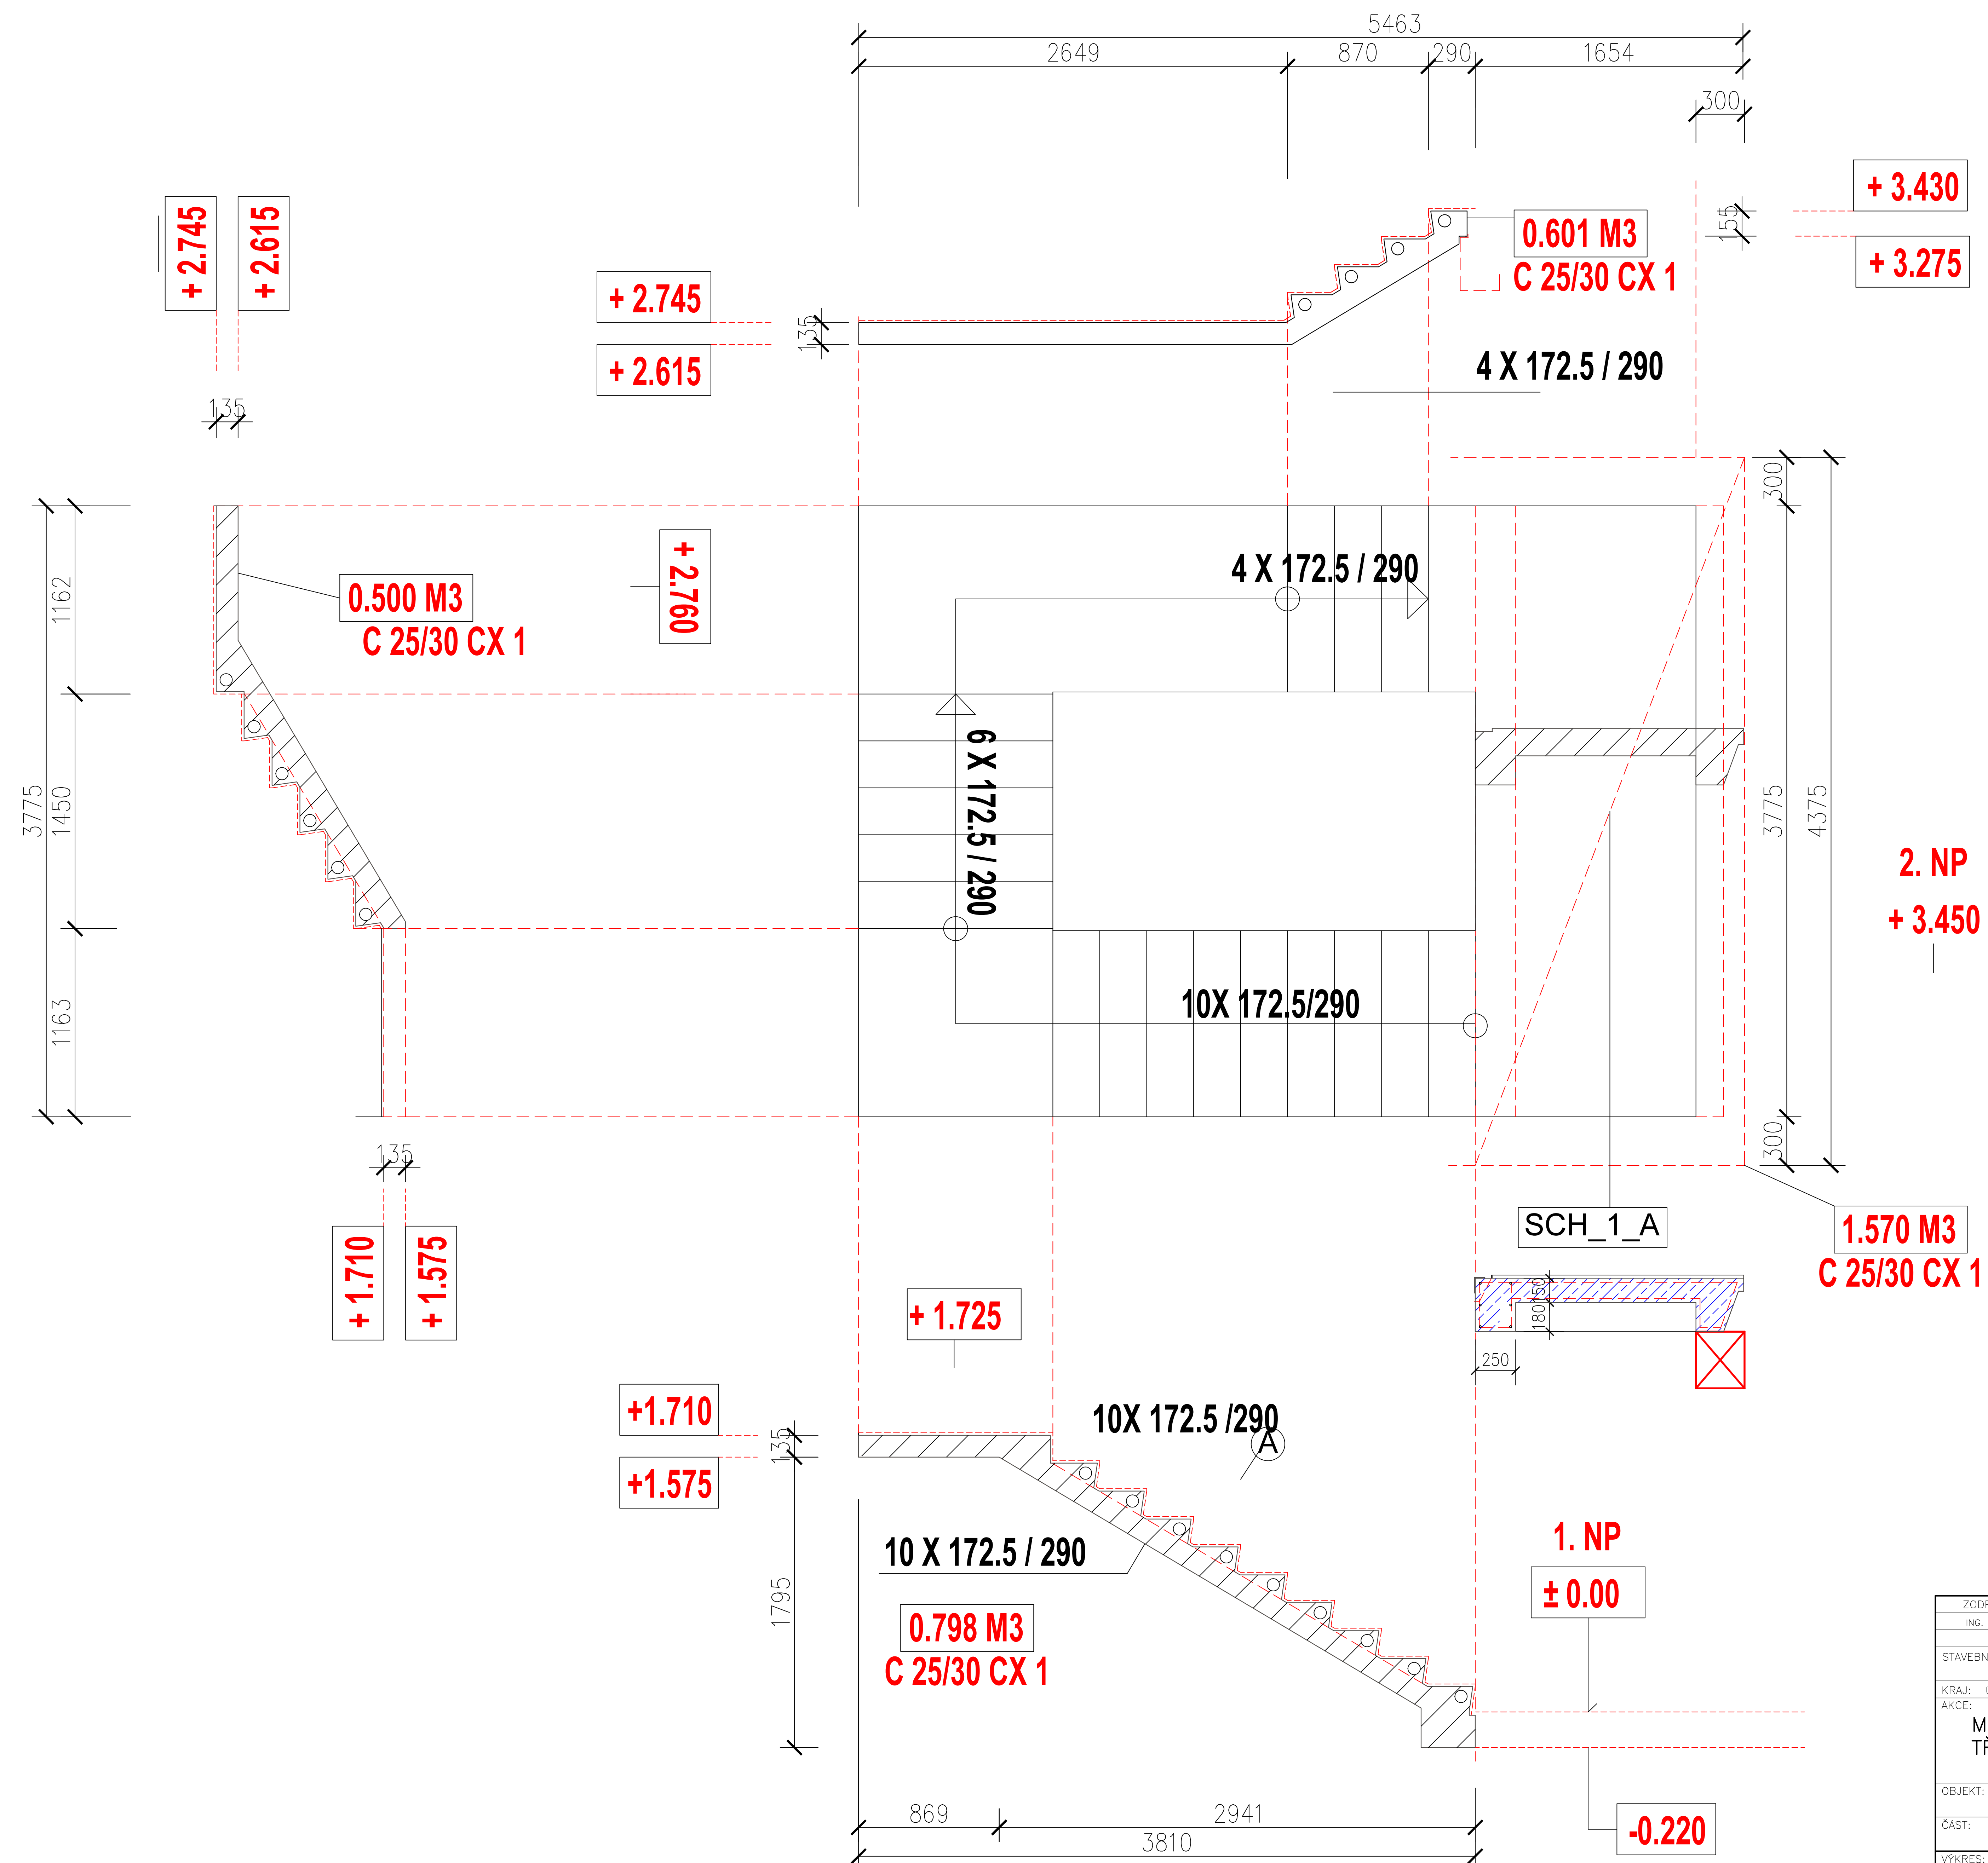 5463
2649
870
290
1654
300
+ 3.430
155
+ 3.275
+ 2.745
+ 2.615
+ 2.745
+ 2.615
135
0.601 M3
C 25/30 CX 1
4 X 172.5 / 290
135
3775
1162
1450
1163
0.500 M3
C 25/30 CX 1
+ 2.760
4 X 172.5 / 290
6 X 172.5 / 290
10X 172.5/290
300
3775
4375
300
2. NP
+ 3.450
135
+ 1.710
+ 1.575
SCH_1_A
1.570 M3
C 25/30 CX 1
150
180
250
+ 1.725
+1.710
+1.575
135
1795
10X 172.5 /290
A
10 X 172.5 / 290
0.798 M3
C 25/30 CX 1
1. NP
± 0.00
-0.220
869
2941
3810
ING.
KRAJ:
AKCE:
OBJEKT:
ČÁST:
VÝKRES: